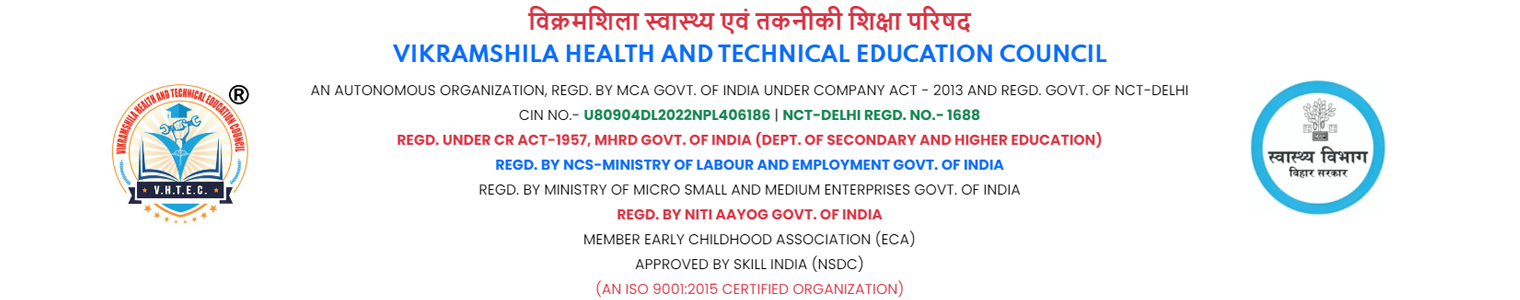 विक्रमशिला स्वास्थ्य एवं तकनीकी शिक्षा परिषद
VIKRAMSHILA HEALTH AND TECHNICAL EDUCATION COUNCIL
AN AUTONOMOUS ORGANIZATION, REGD. BY MCA GOVT. OF INDIA UNDER COMPANY ACT - 2013 AND REGD. GOVT. OF NCT-DELHI
CIN NO.- U80904DL2022NPL406186 | NCT-DELHI REGD. NO.- 1688
REGD. UNDER CR ACT-1957, MHRD GOVT. OF INDIA (DEPT. OF SECONDARY AND HIGHER EDUCATION)
REGD. BY NCS-MINISTRY OF LABOUR AND EMPLOYMENT GOVT. OF INDIA
REGD. BY MINISTRY OF MICRO SMALL AND MEDIUM ENTERPRISES GOVT. OF INDIA
REGD. BY NITI AAYOG GOVT. OF INDIA
MEMBER EARLY CHILDHOOD ASSOCIATION (ECA)
APPROVED BY SKILL INDIA (NSDC)
(AN ISO 9001:2015 CERTIFIED ORGANIZATION)
VIKRAMSHILA HEALTH AND TECHNICAL EDUCATION COUNCIL
®
V.H.T.E.C.
स्वास्थ्य विभाग
बिहार सरकार